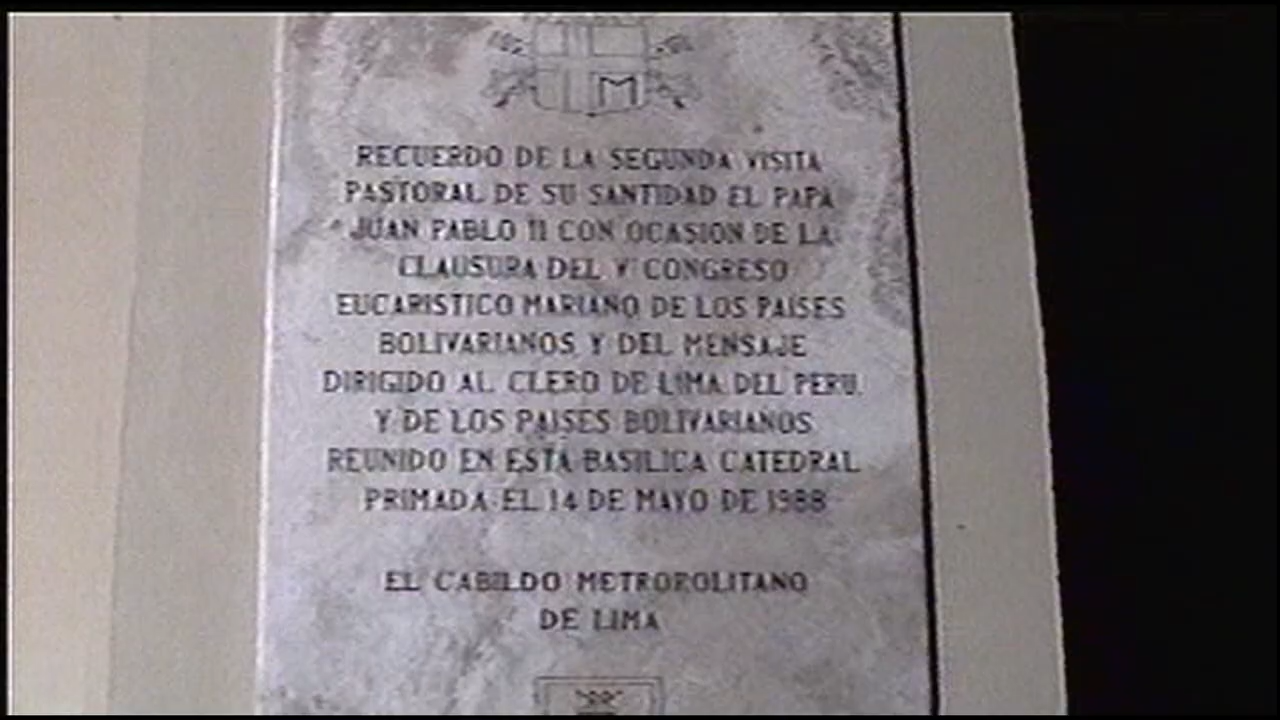 M
RECUERDO DE LA SEGUNDA VISITA
PASTORAL DE SU SANTIDAD EL PAPA
JUAN PABLO II CON OCASION DE LA
CLAUSURA DEL V CONGRESO
EUCARISTICO MARIANO DE LOS PAISES
BOLIVARIANOS Y DEL MENSAJE
DIRIGIDO AL CLERO DE LIMA DEL PERU
Y DE LOS PAISES BOLIVARIANOS
REUNIDO EN ESTA BASILICA CATEDRAL
PRIMADA EL 14 DE MAYO DE 1988
EL CABILDO METROPOLITANO
DE LIMA